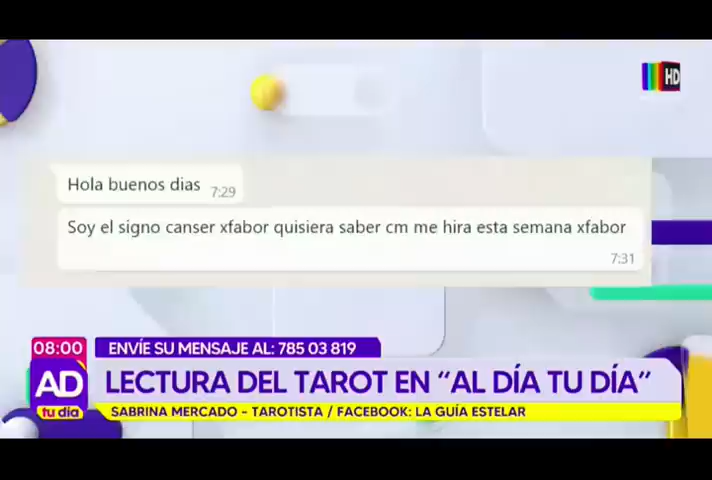 HD
Hola buenos dias 7:29
Soy el signo canser xfabor quisiera saber cm me hira esta semana xfabor
7:31
08:00 ENVÍE SU MENSAJE AL: 785 03 819
AD LECTURA DEL TAROT EN “AL DÍA TU DÍA”
tu día SABRINA MERCADO - TAROTISTA / FACEBOOK: LA GUÍA ESTELAR